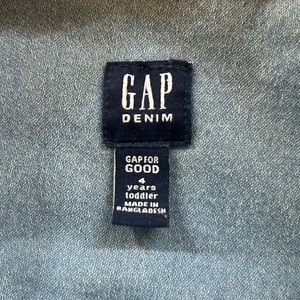 GAP
DENIM
GAP FOR
GOOD
4
years
toddler
MADE IN
BANGLADESH